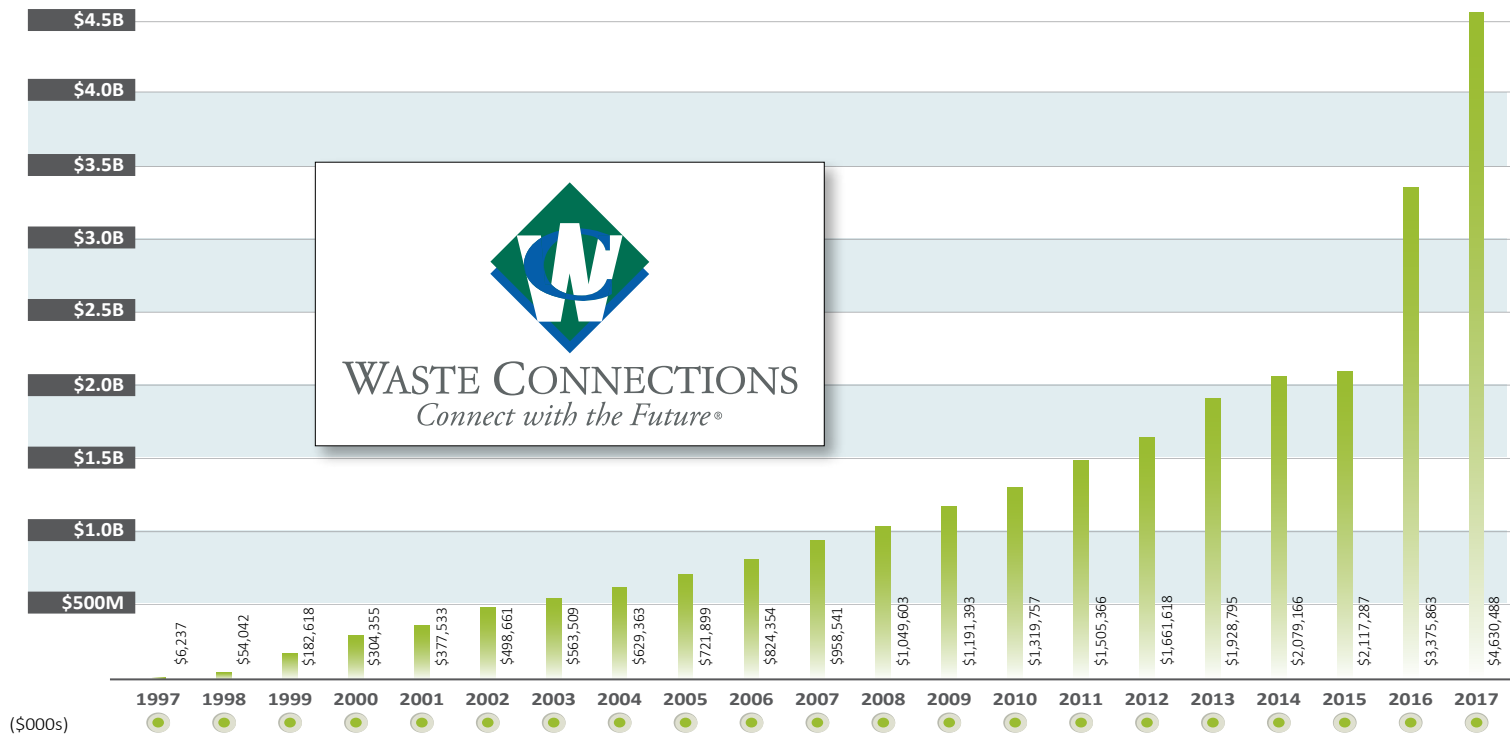 $4.5B
$4.0B
$3.5B
$3.0B
$2.5B
$2.0B
$1.5B
$1.0B
$500M
WC
WASTE CONNECTIONS
Connect with the Future®
$6,237
$54,042
$182,618
$304,355
$377,533
$498,661
$563,509
$629,363
$721,899
$824,354
$958,541
$1,049,603
$1,191,393
$1,319,757
$1,505,366
$1,661,618
$1,928,795
$2,079,166
$2,117,287
$3,375,863
$4,630,488
1997 1998 1999 2000 2001 2002 2003 2004 2005 2006 2007 2008 2009 2010 2011 2012 2013 2014 2015 2016 2017
($000s)